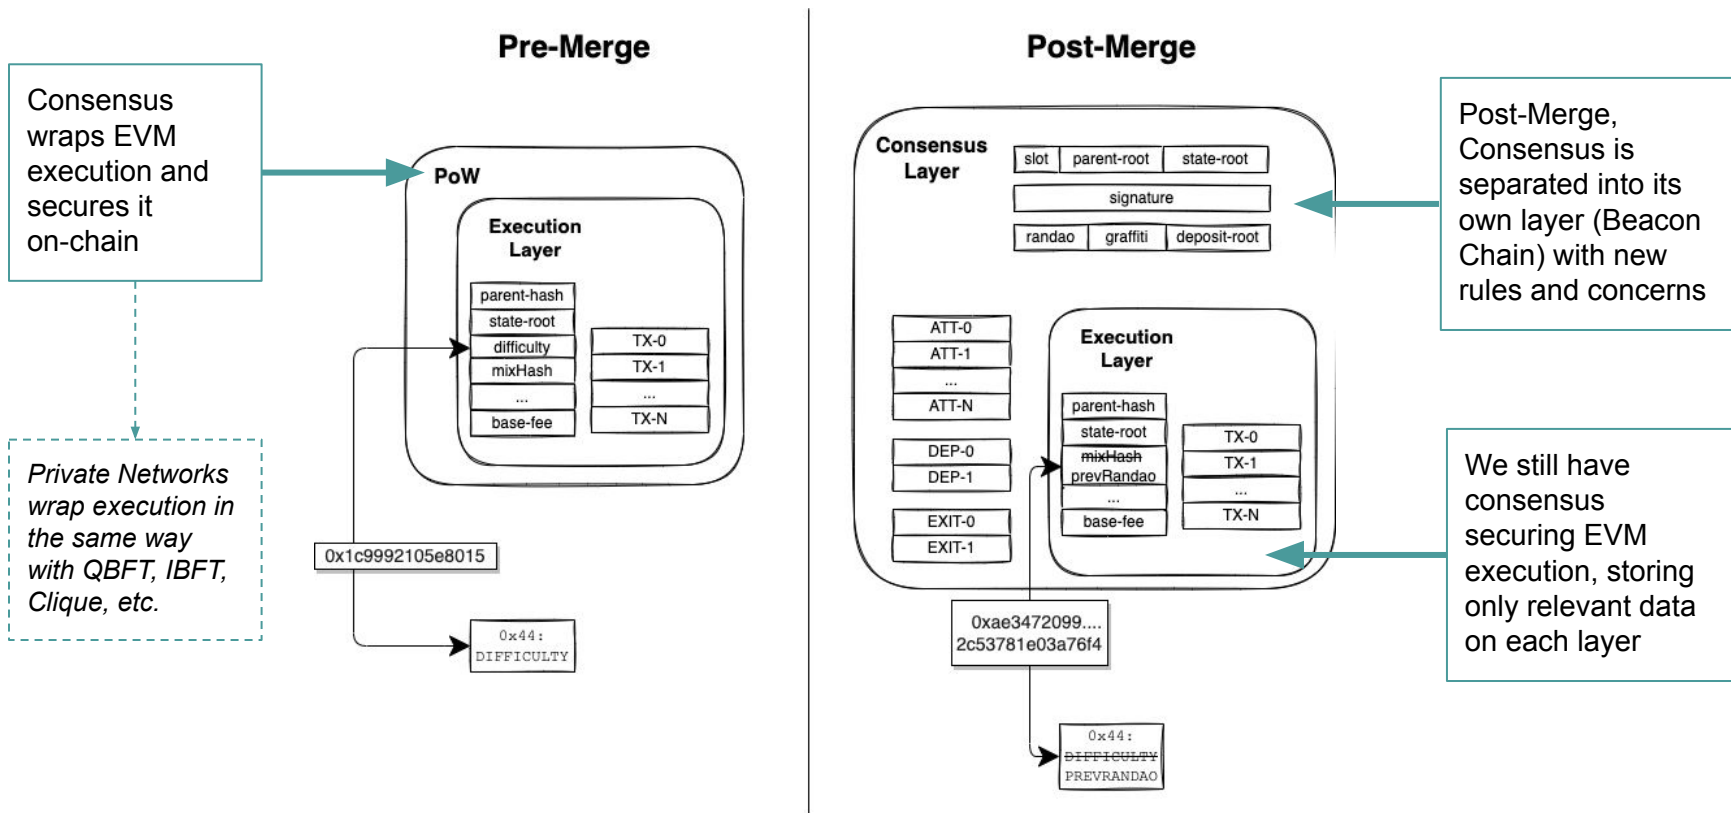 Pre-Merge
Consensus
wraps EVM
execution and
secures it
on-chain
Private Networks
wrap execution in
the same way
with QBFT, IBFT,
Clique, etc.
PoW
Execution
Layer
parent-hash
state-root
difficulty
mixHash
...
base-fee
TX-0
TX-1
...
TX-N
0x1c9992105e8015
0x44:
DIFFICULTY
Post-Merge
Consensus
Layer
slot parent-root state-root
signature
randao graffiti deposit-root
ATT-0
ATT-1
...
ATT-N
DEP-0
DEP-1
EXIT-0
EXIT-1
Execution
Layer
parent-hash
state-root
mixHash
prevRandao
...
base-fee
TX-0
TX-1
...
TX-N
0xae3472099....
2c53781e03a76f4
0x44:
DIFFICULTY
PREVRANDAO
Post-Merge,
Consensus is
separated into its
own layer (Beacon
Chain) with new
rules and concerns
We still have
consensus
securing EVM
execution, storing
only relevant data
on each layer